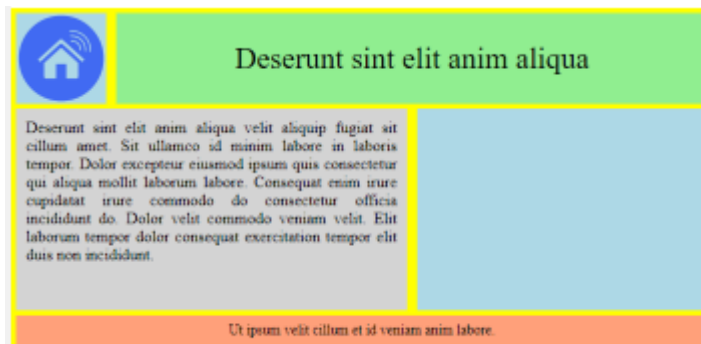 Deserunt sint elit anim aliqua
Deserunt sint elit anim aliqua velit aliquip fugiat sit
cillum amet. Sit ullamco id minim labore in laboris
tempor. Dolor excepteur eiusmod ipsum quis consectetur
qui aliqua mollit laborum labore. Consequat enim irure
cupidatat irure commodo do consectetur officia
incididunt do. Dolor velit commodo veniam velit. Elit
laborum tempor dolor consequat exercitation tempor elit
duis non incididunt.
Ut ipsum velit cillum et id veniam anim labore.